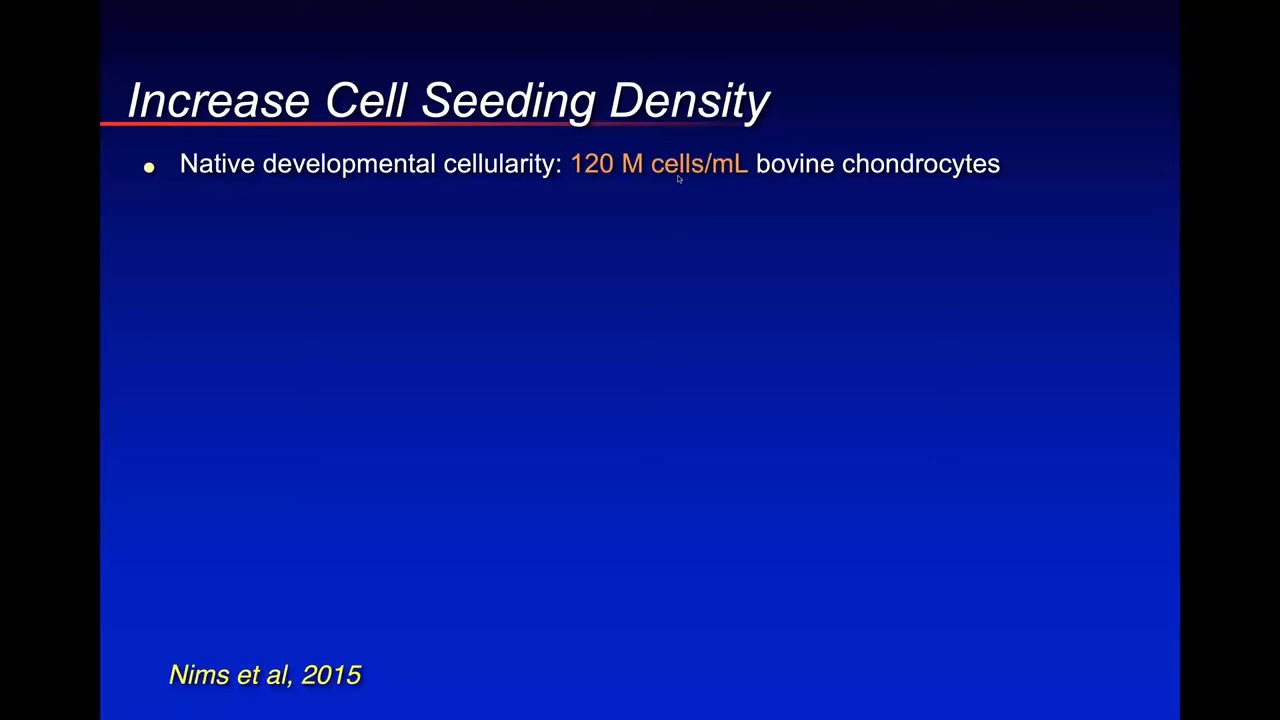 Increase Cell Seeding Density
• Native developmental cellularity: 120 M cells/mL bovine chondrocytes
Nims et al, 2015